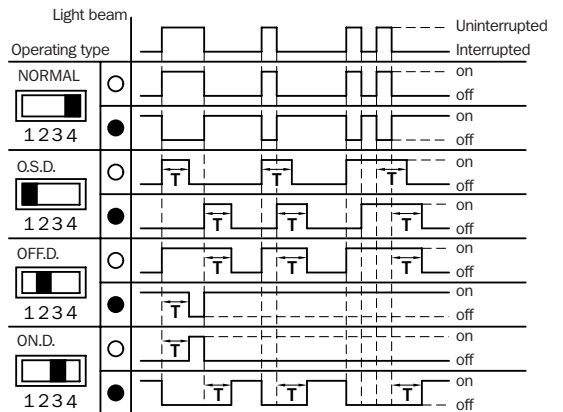 Light beam
Uninterrupted
Operating type
Interrupted
NORMAL
on
off
1234
on
off
O.S.D.
on
T T T
off
1234
on
T T T
off
OFF.D.
on
T T T
off
1234
on
T
off
ON.D.
on
T
off
1234
on
T T T
off